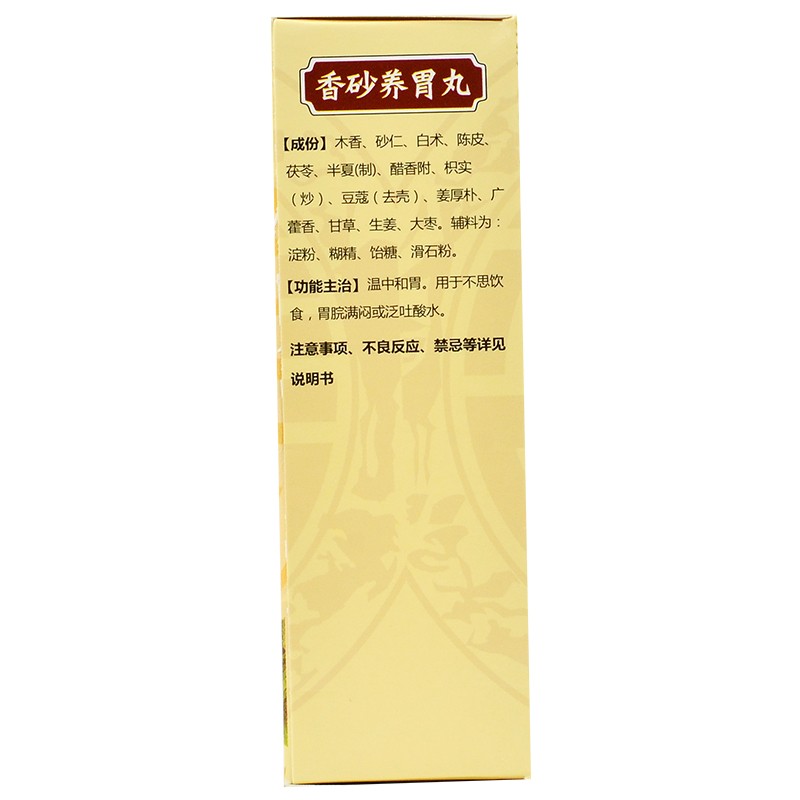 香砂养胃丸
【成份】木香、砂仁、白术、陈皮、
茯苓、半夏(制)、醋香附、枳实
（炒）、豆蔻（去壳）、姜厚朴、广
藿香、甘草、生姜、大枣。辅料为：
淀粉、糊精、饴糖、滑石粉。
【功能主治】温中和胃。用于不思饮
食，胃脘满闷或泛吐酸水。
注意事项、不良反应、禁忌等详见
说明书